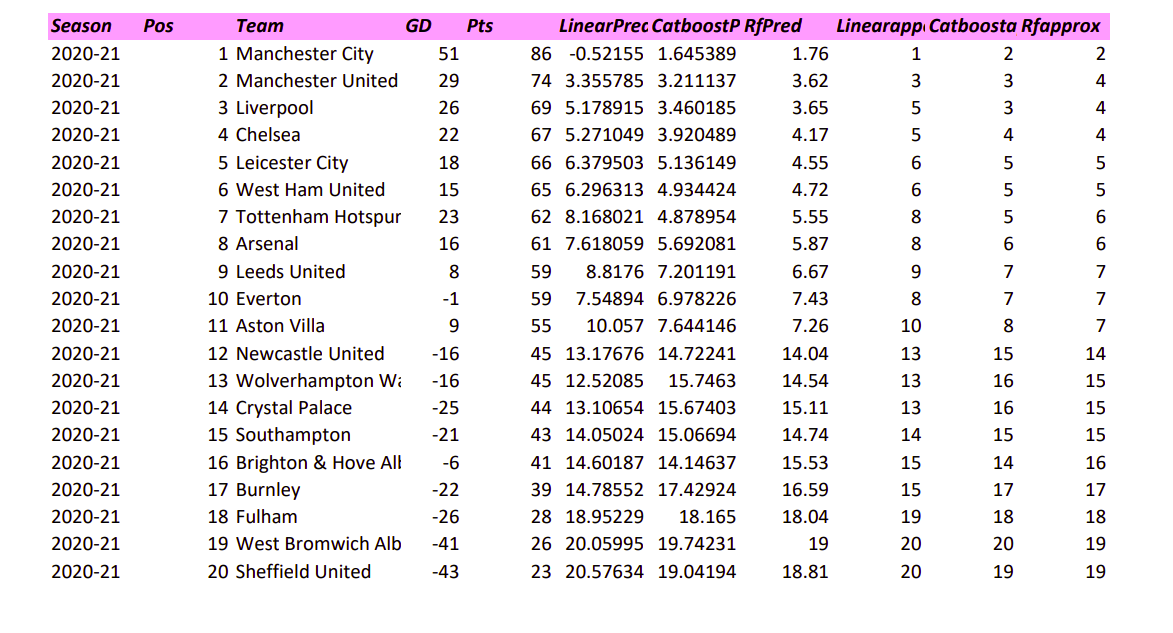 Season Pos Team GD Pts LinearPrec CatboostP RfPred Linearappr Catboosta Rfapprox
2020-21 1 Manchester City 51 86 -0.52155 1.645389 1.76 1 2 2
2020-21 2 Manchester United 29 74 3.355785 3.211137 3.62 3 3 4
2020-21 3 Liverpool 26 69 5.178915 3.460185 3.65 5 3 4
2020-21 4 Chelsea 22 67 5.271049 3.920489 4.17 5 4 4
2020-21 5 Leicester City 18 66 6.379503 5.136149 4.55 6 5 5
2020-21 6 West Ham United 15 65 6.296313 4.934424 4.72 6 5 5
2020-21 7 Tottenham Hotspur 23 62 8.168021 4.878954 5.55 8 5 6
2020-21 8 Arsenal 16 61 7.618059 5.692081 5.87 8 6 6
2020-21 9 Leeds United 8 59 8.8176 7.201191 6.67 9 7 7
2020-21 10 Everton -1 59 7.54894 6.978226 7.43 8 7 7
2020-21 11 Aston Villa 9 55 10.057 7.644146 7.26 10 8 7
2020-21 12 Newcastle United -16 45 13.17676 14.72241 14.04 13 15 14
2020-21 13 Wolverhampton Wa -16 45 12.52085 15.7463 14.54 13 16 15
2020-21 14 Crystal Palace -25 44 13.10654 15.67403 15.11 13 16 15
2020-21 15 Southampton -21 43 14.05024 15.06694 14.74 14 15 15
2020-21 16 Brighton & Hove Alb -6 41 14.60187 14.14637 15.53 15 14 16
2020-21 17 Burnley -22 39 14.78552 17.42924 16.59 15 17 17
2020-21 18 Fulham -26 28 18.95229 18.165 18.04 19 18 18
2020-21 19 West Bromwich Alb -41 26 20.05995 19.74231 19 20 20 19
2020-21 20 Sheffield United -43 23 20.57634 19.04194 18.81 20 19 19